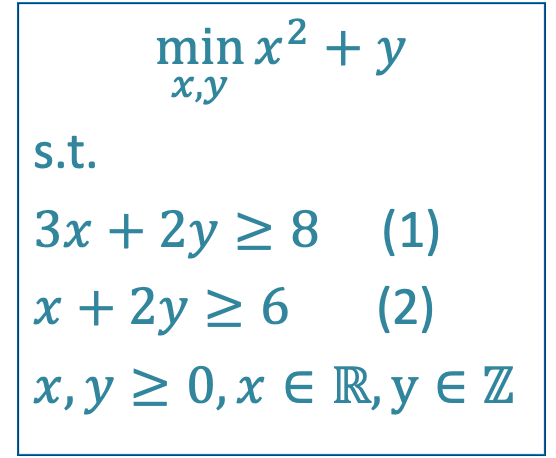 min x² + y
x,y
s.t.
3x + 2y ≥ 8 (1)
x + 2y ≥ 6 (2)
x, y ≥ 0, x ∈ ℝ, y ∈ ℤ